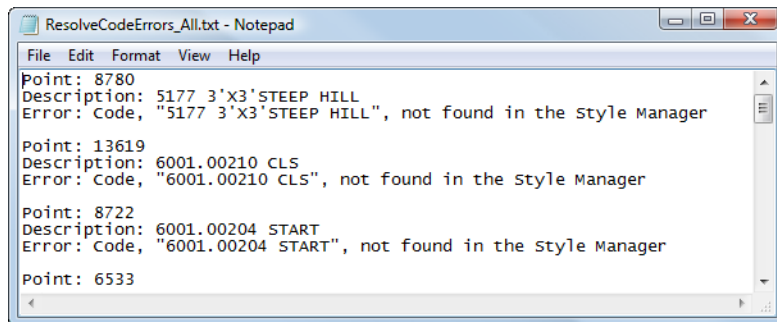 ResolveCodeErrors_All.txt - Notepad
File Edit Format View Help
Point: 8780
Description: 5177 3'X3'STEEP HILL
Error: Code, "5177 3'X3'STEEP HILL", not found in the Style Manager
Point: 13619
Description: 6001.00210 CLS
Error: Code, "6001.00210 CLS", not found in the Style Manager
Point: 8722
Description: 6001.00204 START
Error: Code, "6001.00204 START", not found in the Style Manager
Point: 6533